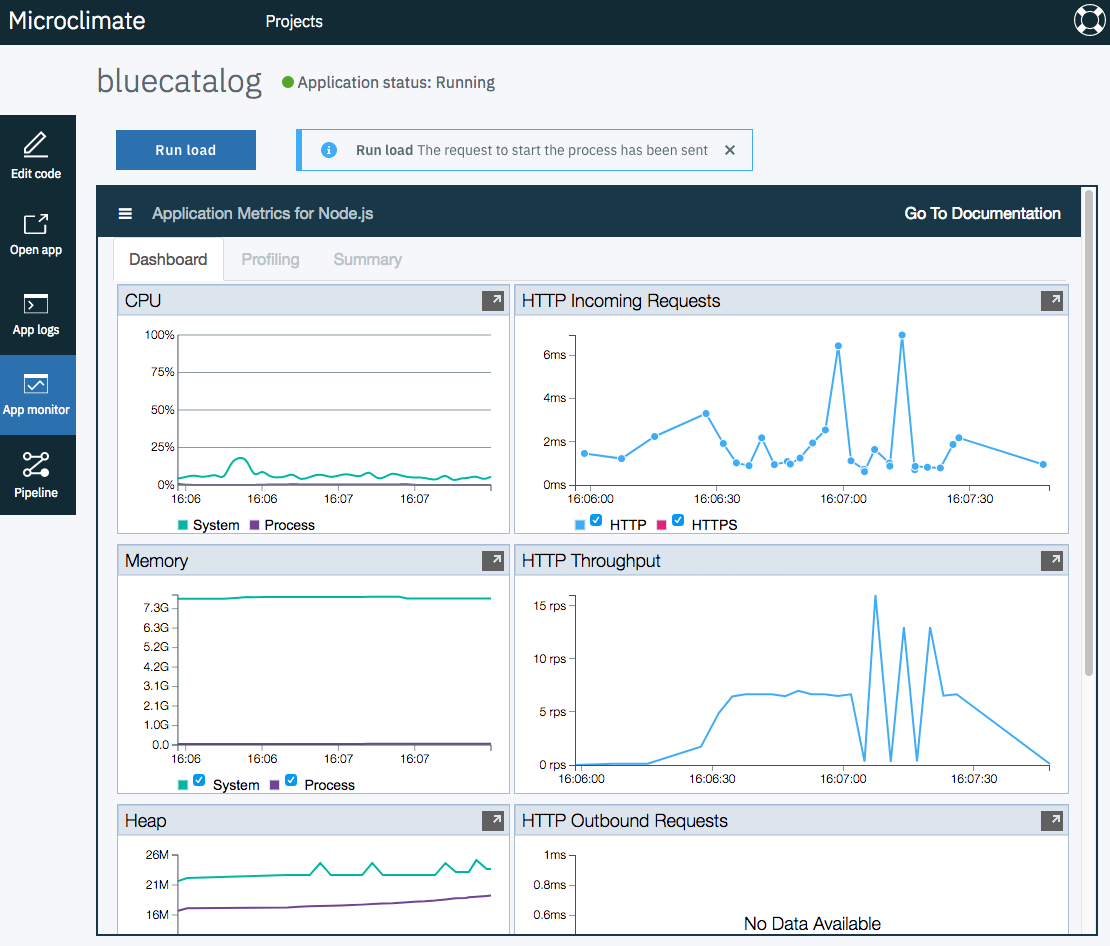 Microclimate Projects
bluecatalog Application status: Running
Edit code
Open app
App logs
App monitor
Pipeline
Run load
Run load The request to start the process has been sent
Application Metrics for Node.js Go To Documentation
Dashboard Profiling Summary
CPU
100%
75%
50%
25%
0%
16:06 16:06 16:07 16:07
System Process
HTTP Incoming Requests
6ms
4ms
2ms
0ms
16:06:00 16:06:30 16:07:00 16:07:30
HTTP HTTPS
Memory
7.3G
6.3G
5.2G
4.2G
3.1G
2.1G
1.0G
0.0
16:06 16:06 16:07 16:07
System Process
HTTP Throughput
15 rps
10 rps
5 rps
0 rps
16:06:00 16:06:30 16:07:00 16:07:30
Heap
26M
21M
16M
HTTP Outbound Requests
1ms
0.8ms
0.6ms
No Data Available